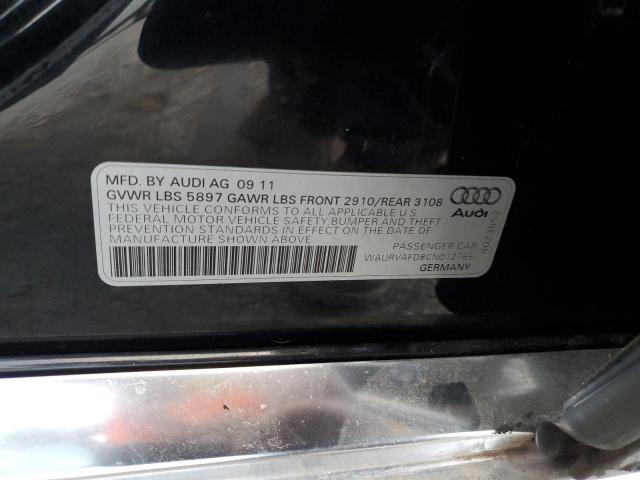 MFD. BY AUDI AG 09 11
GVWR LBS 5897 GAWR LBS FRONT 2910/REAR 3108
THIS VEHICLE CONFORMS TO ALL APPLICABLE U S
FEDERAL MOTOR VEHICLE SAFETY, BUMPER AND THEFT
PREVENTION STANDARDS IN EFFECT ON THE DATE OF
MANUFACTURE SHOWN ABOVE
PASSENGER CAR
WAURVAFD8CN012765
GERMANY
Audi